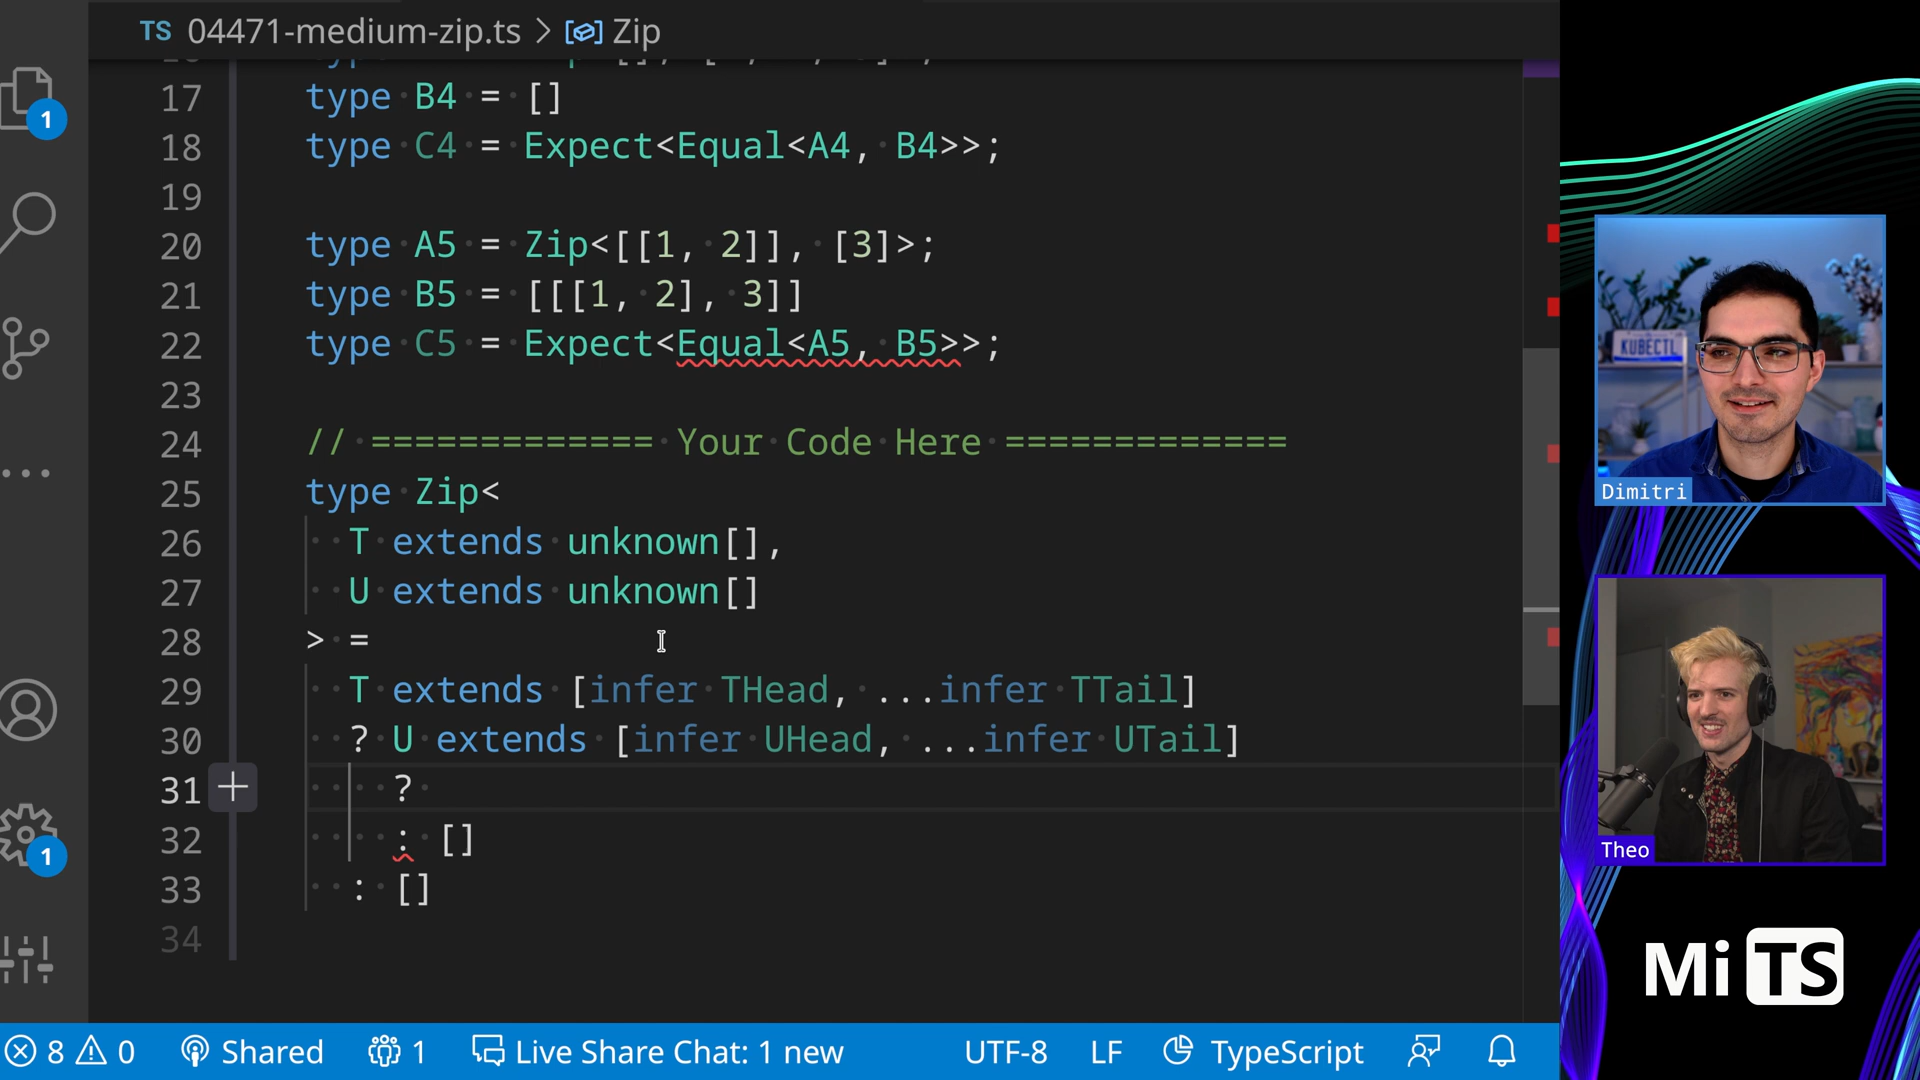 TS 04471-medium-zip.ts > Zip
17 type B4 = []
18 type C4 = Expect<Equal<A4, B4>>;
19
20 type A5 = Zip<[[1, 2]], [3]>;
21 type B5 = [[[1, 2], 3]]
22 type C5 = Expect<Equal<A5, B5>>;
23
24 // ============= Your Code Here =============
25 type Zip<
26 T extends unknown[],
27 U extends unknown[]
28 > =
29 T extends [infer THead, ...infer TTail]
30 ? U extends [infer UHead, ...infer UTail]
31 ?
32 : []
33 : []
34
1
1
KUBECTL
Dimitri
Theo
Mi TS
8 0 Shared 1 Live Share Chat: 1 new UTF-8 LF TypeScript